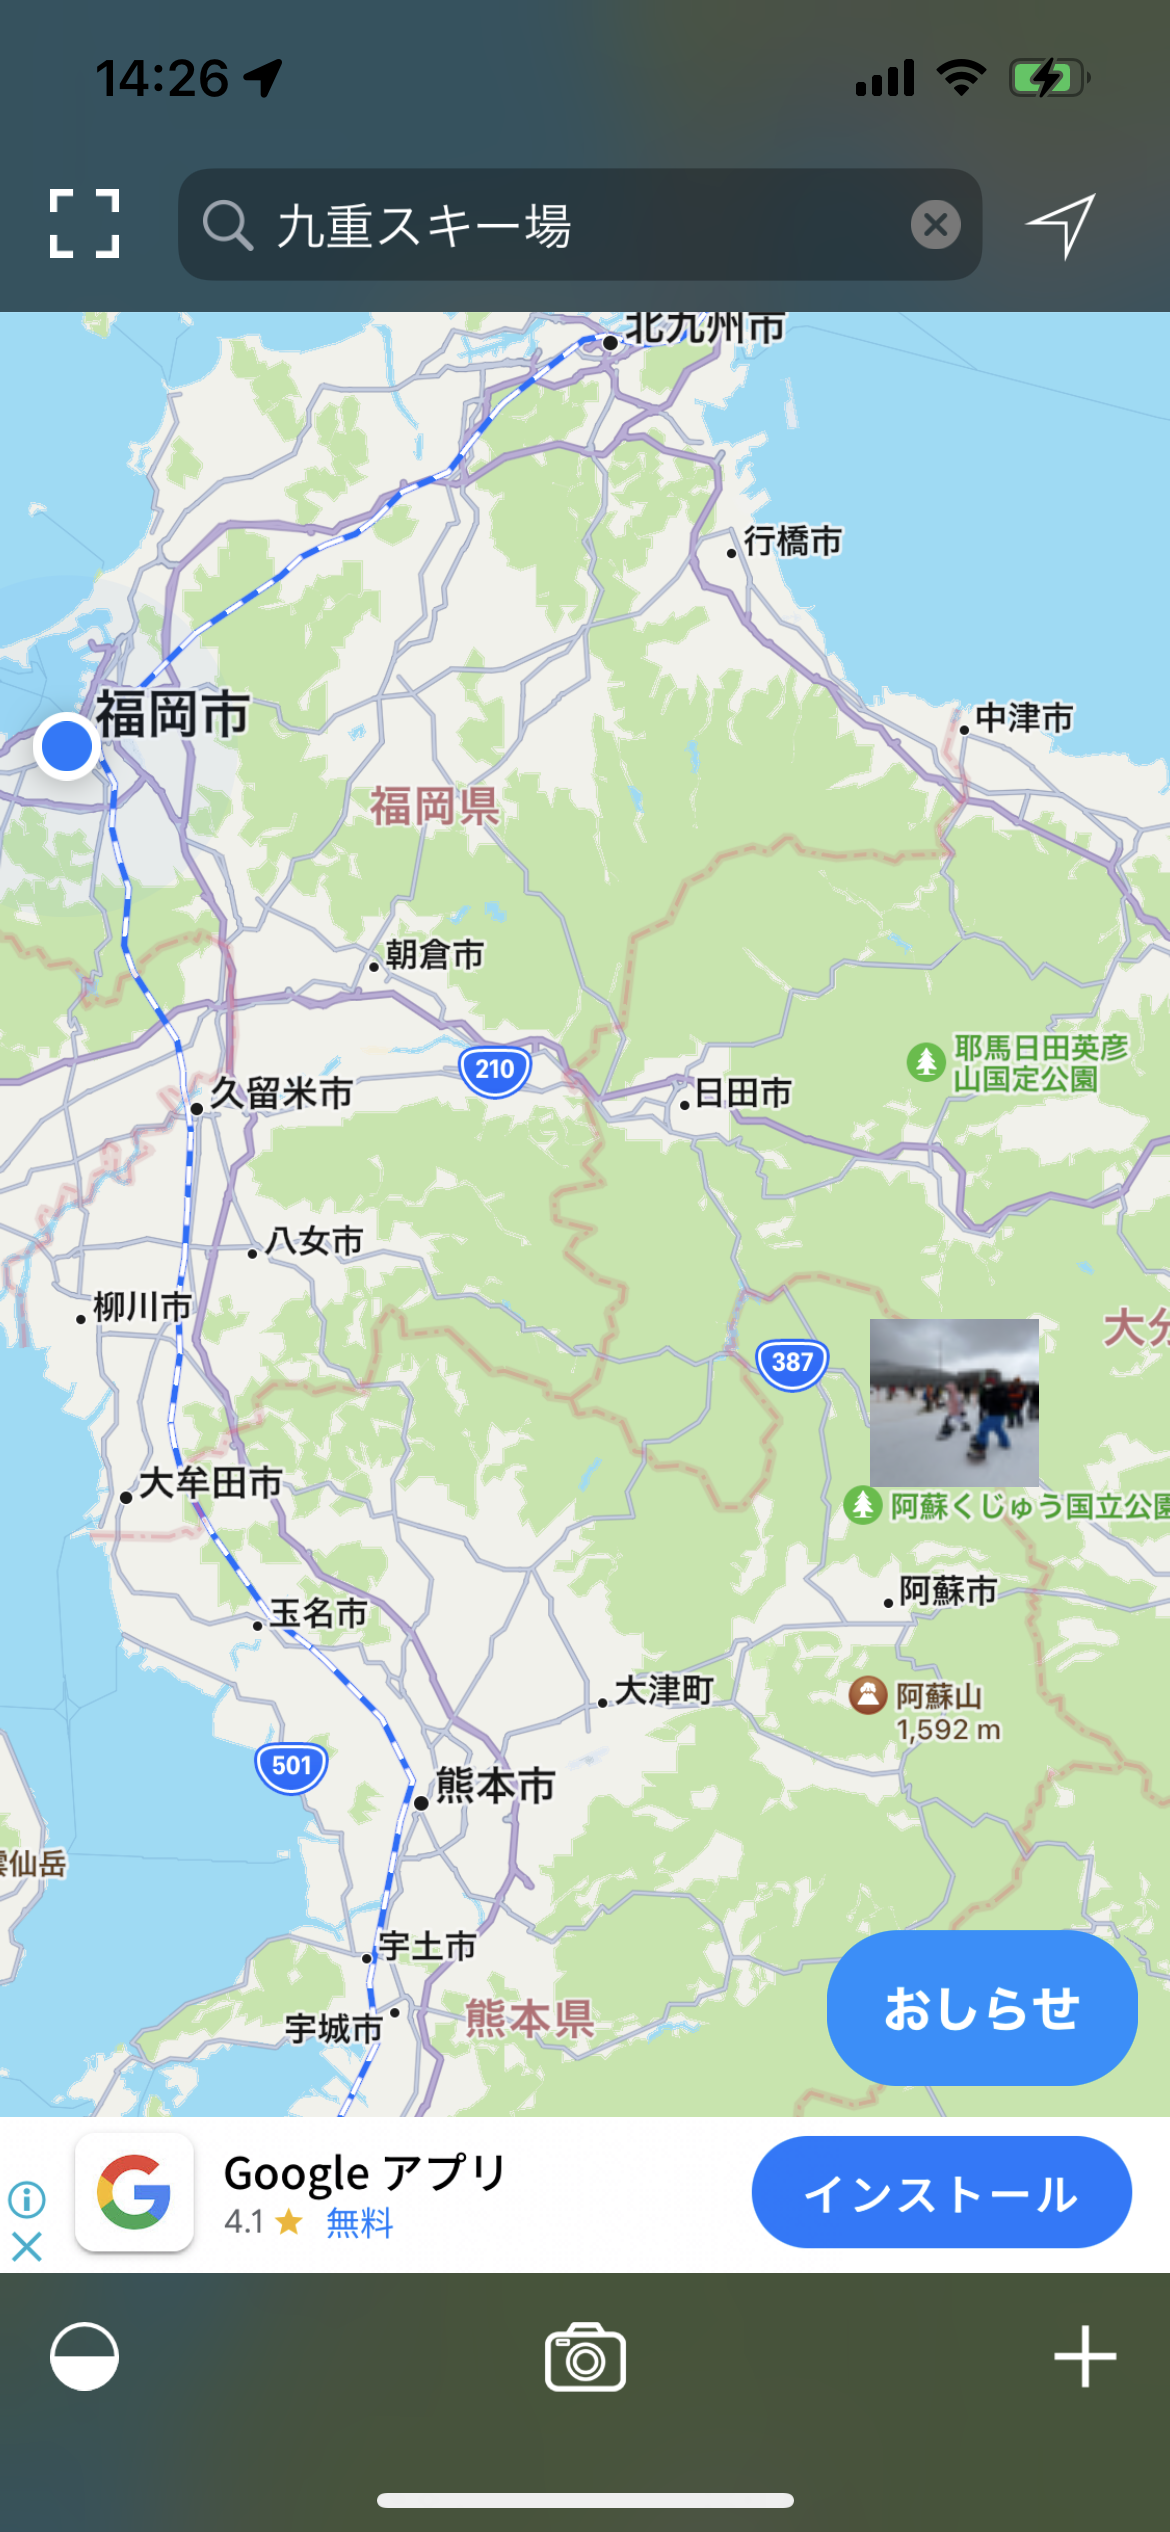 14:26
九重スキー場
北九州市
行橋市
福岡市
中津市
福岡県
朝倉市
耶馬日田英彦
山国定公園
210
久留米市
日田市
八女市
柳川市
大分
387
大牟田市
阿蘇くじゅう国立公園
阿蘇市
玉名市
大津町
阿蘇山
1,592 m
501
熊本市
雲仙岳
宇土市
宇城市
熊本県
おしらせ
Google アプリ
4.1 ★ 無料
インストール